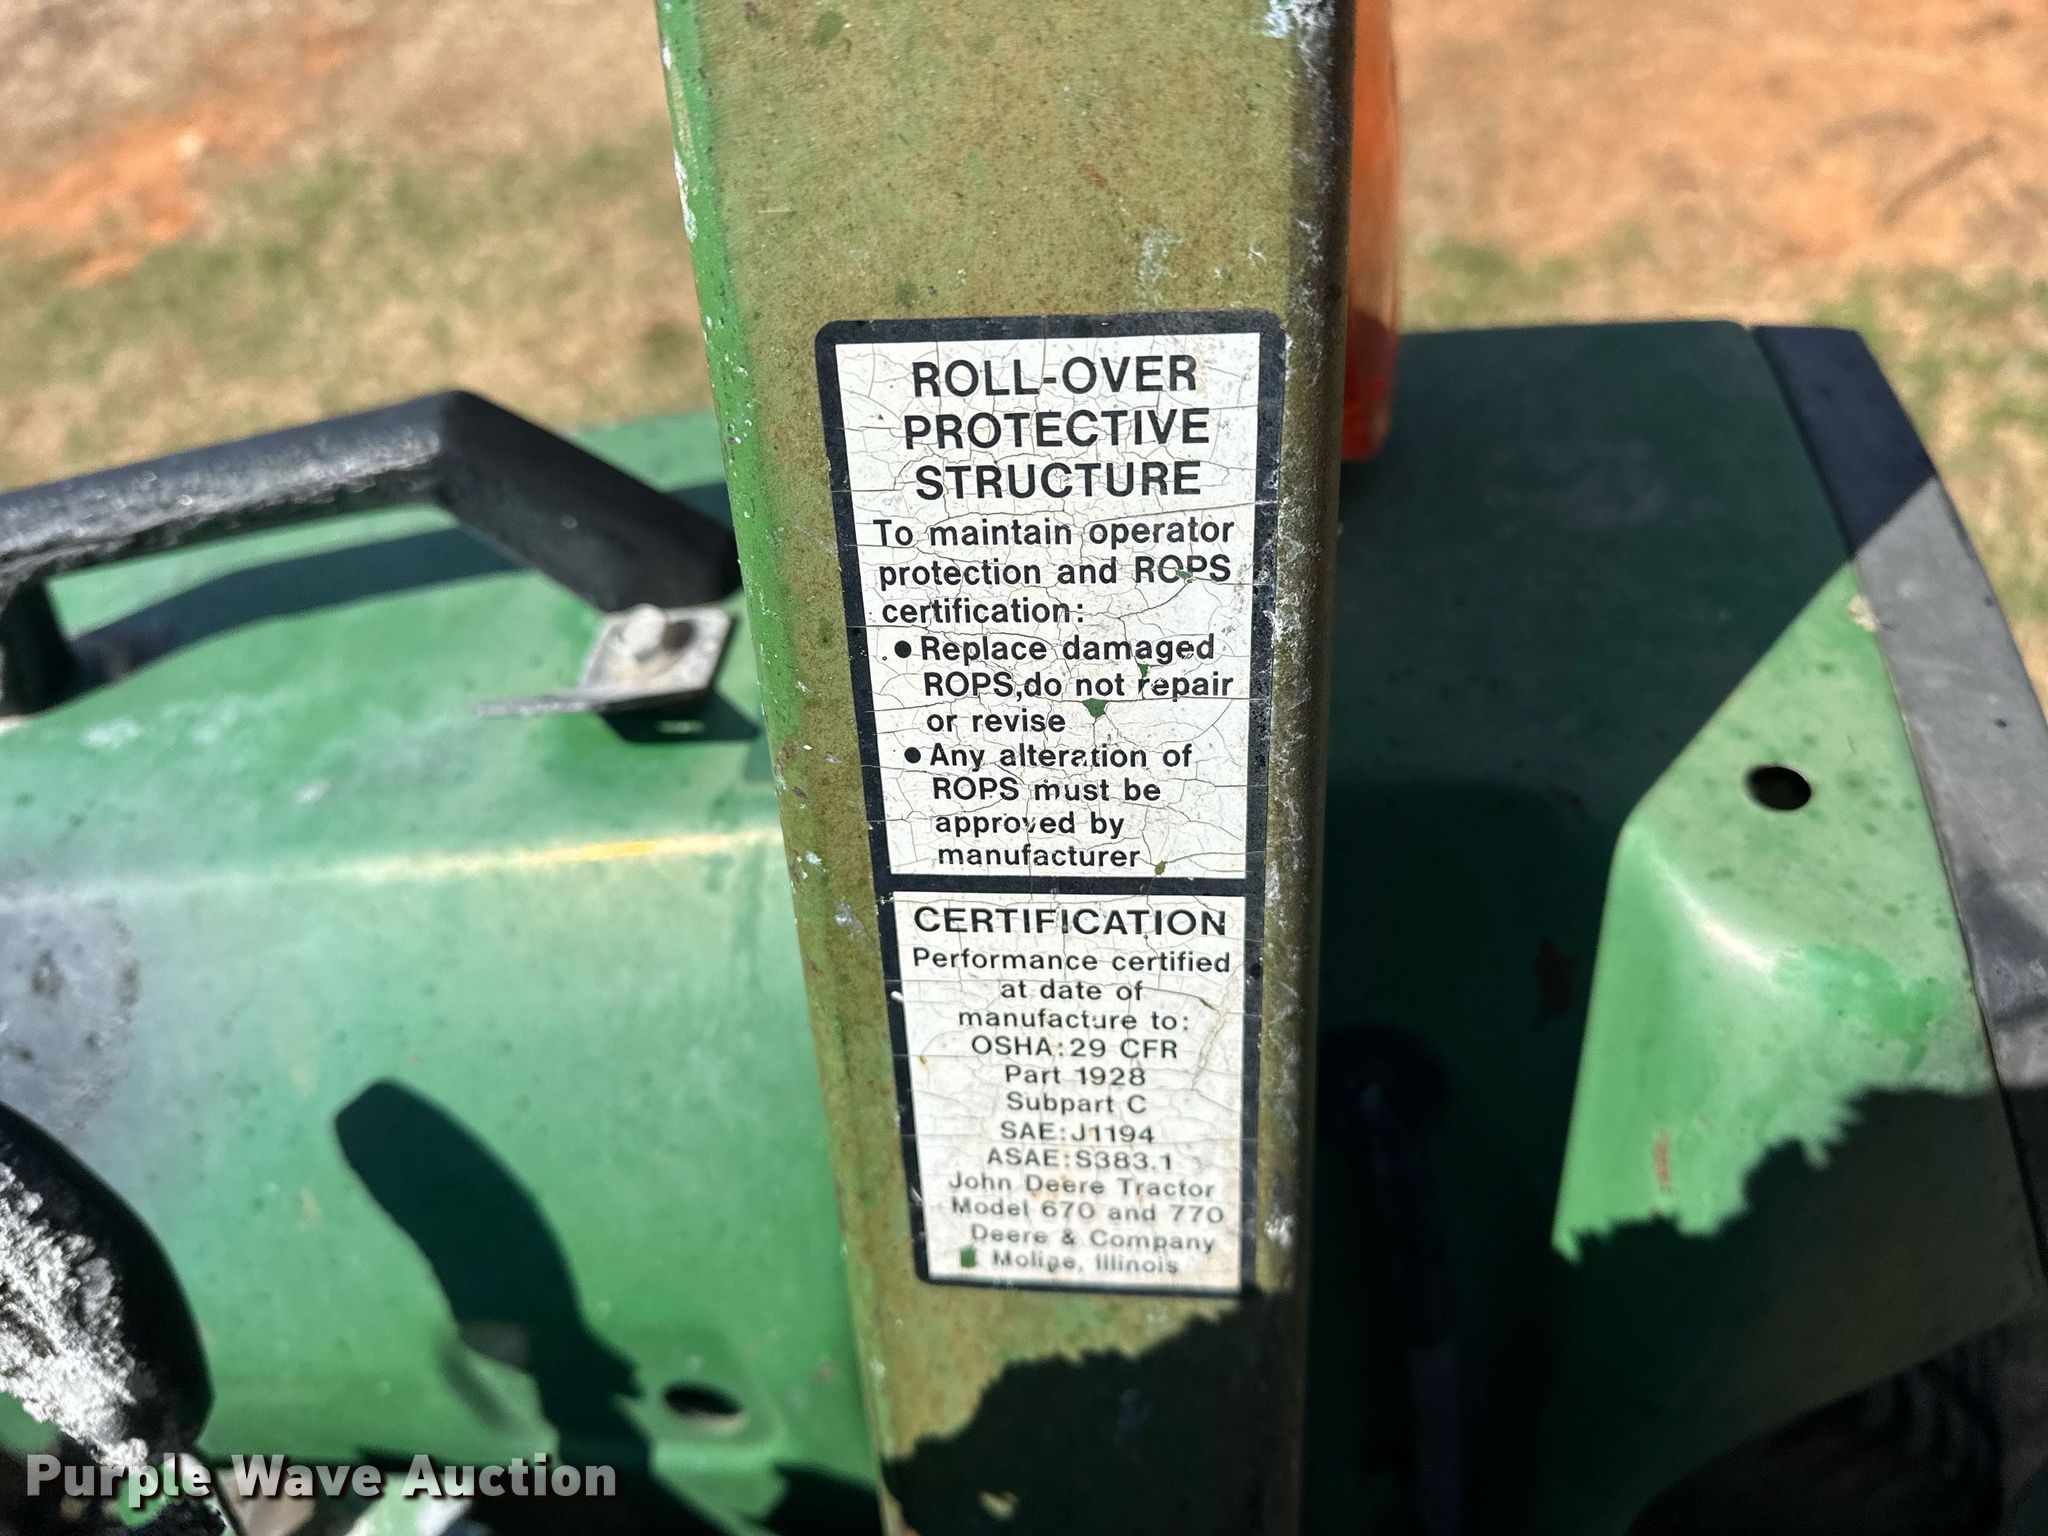 ROLL-OVER
PROTECTIVE
STRUCTURE
To maintain operator
protection and ROPS
certification:
• Replace damaged
ROPS,do not repair
or revise
• Any alteration of
ROPS must be
approved by
manufacturer
CERTIFICATION
Performance certified
at date of
manufacture to:
OSHA:29 CFR
Part 1928
Subpart C
SAE:J1194
ASAE:S383.1
John Deere Tractor
Model 670 and 770
Deere & Company
Moline, Illinois
Purple Wave Auction